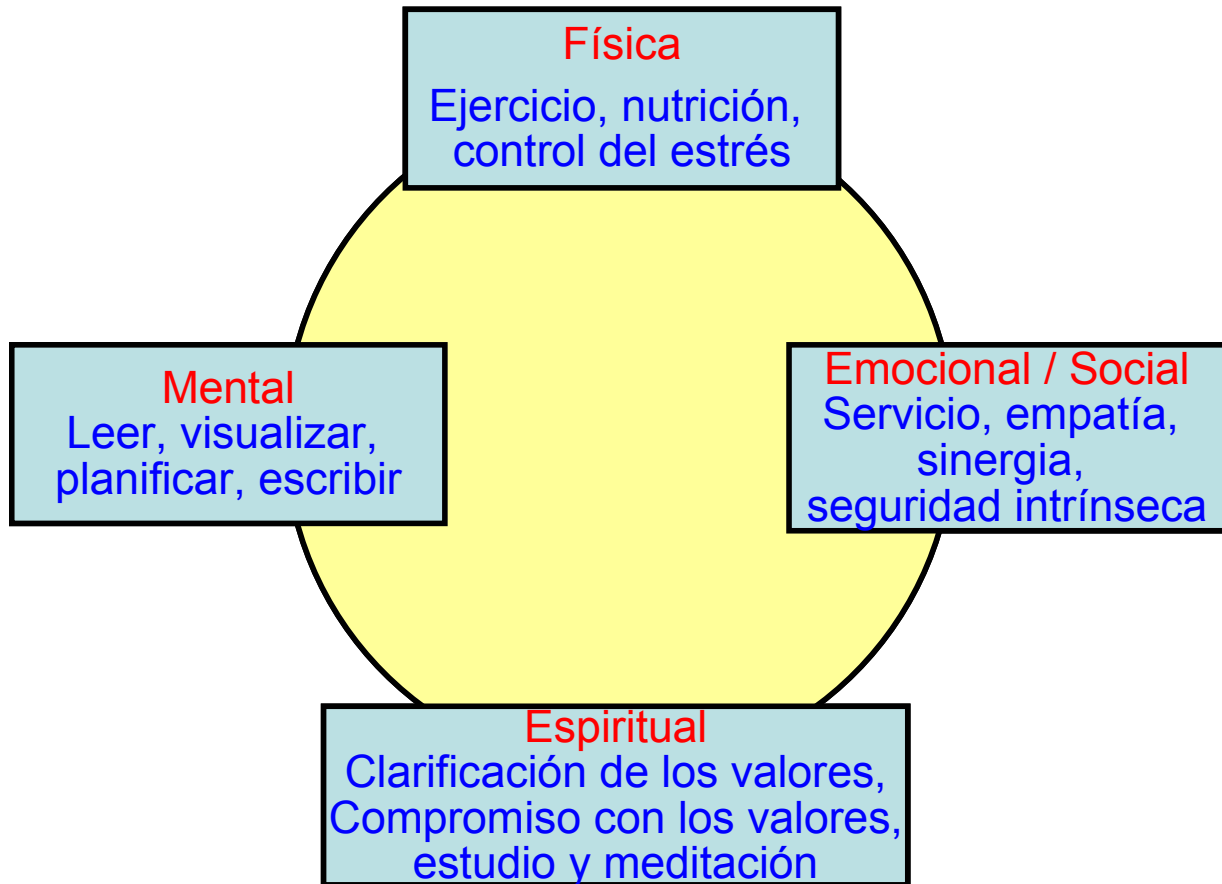 Física
Ejercicio, nutrición,
control del estrés
Mental
Leer, visualizar,
planificar, escribir
Emocional / Social
Servicio, empatía,
sinergia,
seguridad intrínseca
Espiritual
Clarificación de los valores,
Compromiso con los valores,
estudio y meditación